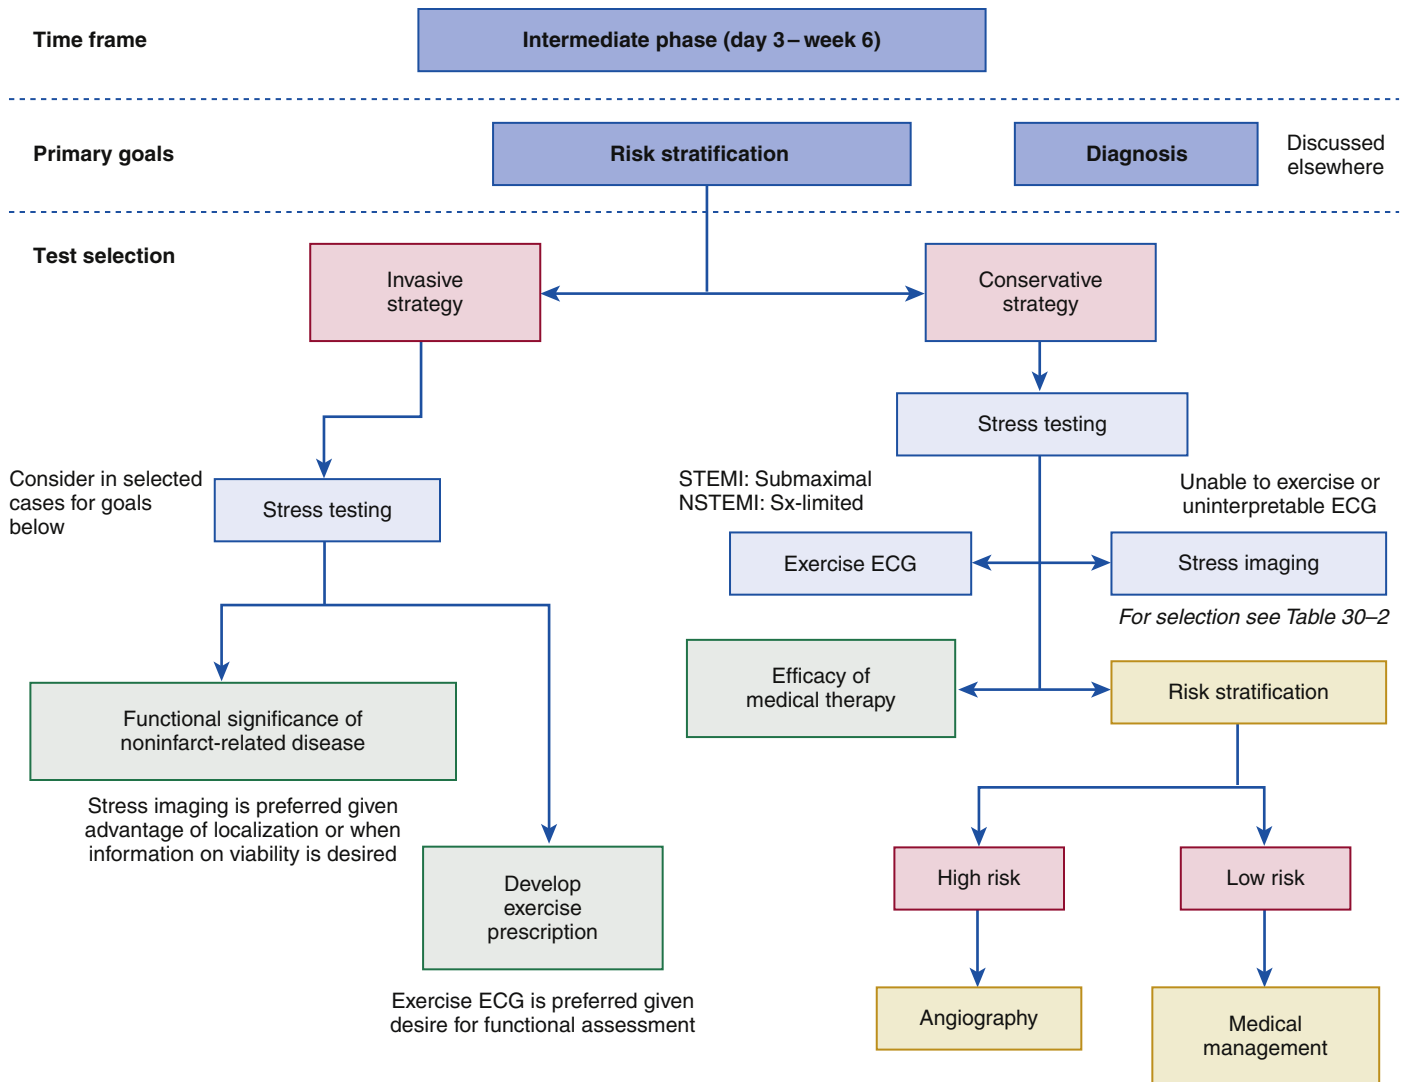 Time frame
Intermediate phase (day 3–week 6)
Primary goals
Risk stratification
Diagnosis
Discussed
elsewhere
Test selection
Invasive
strategy
Conservative
strategy
Stress testing
Consider in selected
cases for goals
below
Stress testing
STEMI: Submaximal
NSTEMI: Sx-limited
Unable to exercise or
uninterpretable ECG
Exercise ECG
Stress imaging
For selection see Table 30–2
Efficacy of
medical therapy
Risk stratification
Functional significance of
noninfarct-related disease
Stress imaging is preferred given
advantage of localization or when
information on viability is desired
Develop
exercise
prescription
Exercise ECG is preferred given
desire for functional assessment
High risk
Low risk
Angiography
Medical
management